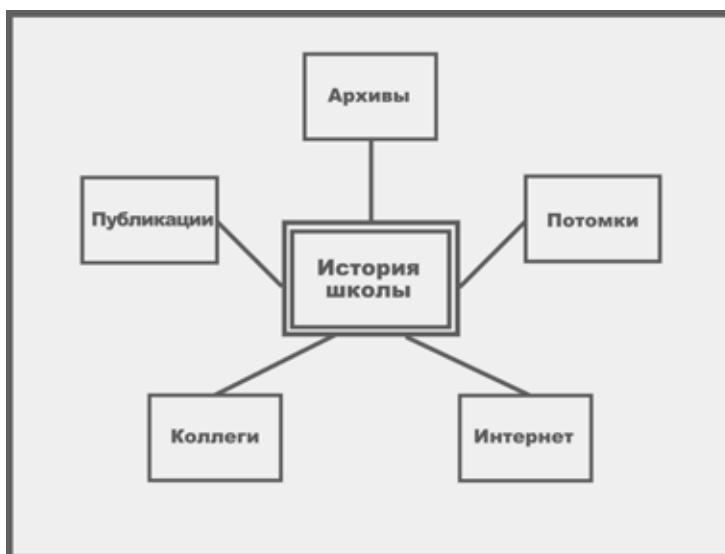 Архивы
Публикации
Потомки
История
школы
Коллеги
Интернет